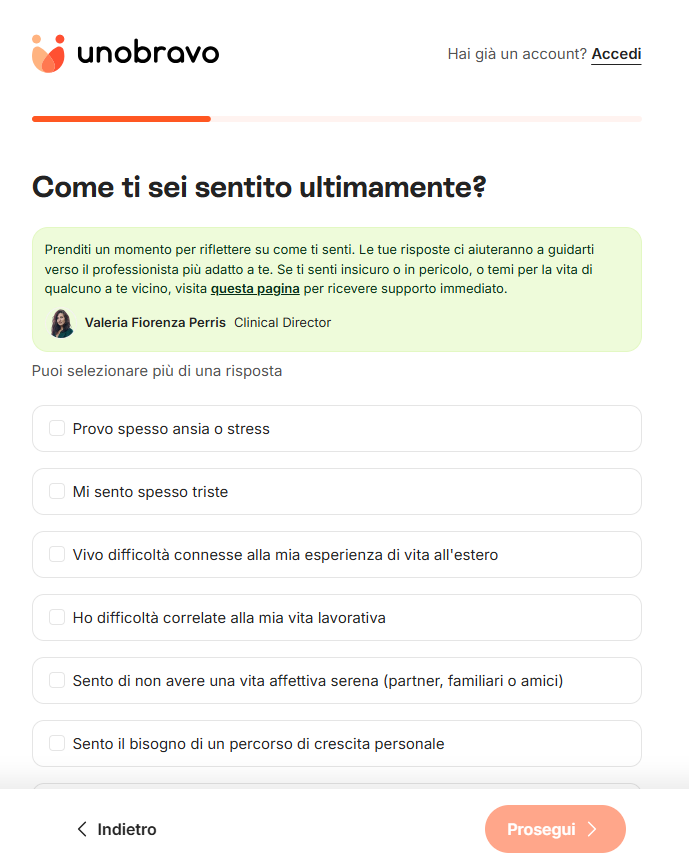 unobravo
Hai già un account? Accedi
Come ti sei sentito ultimamente?
Prenditi un momento per riflettere su come ti senti. Le tue risposte ci aiuteranno a guidarti
verso il professionista più adatto a te. Se ti senti insicuro o in pericolo, o temi per la vita di
qualcuno a te vicino, visita questa pagina per ricevere supporto immediato.
Valeria Fiorenza Perris Clinical Director
Puoi selezionare più di una risposta
Provo spesso ansia o stress
Mi sento spesso triste
Vivo difficoltà connesse alla mia esperienza di vita all'estero
Ho difficoltà correlate alla mia vita lavorativa
Sento di non avere una vita affettiva serena (partner, familiari o amici)
Sento il bisogno di un percorso di crescita personale
Indietro
Prosegui